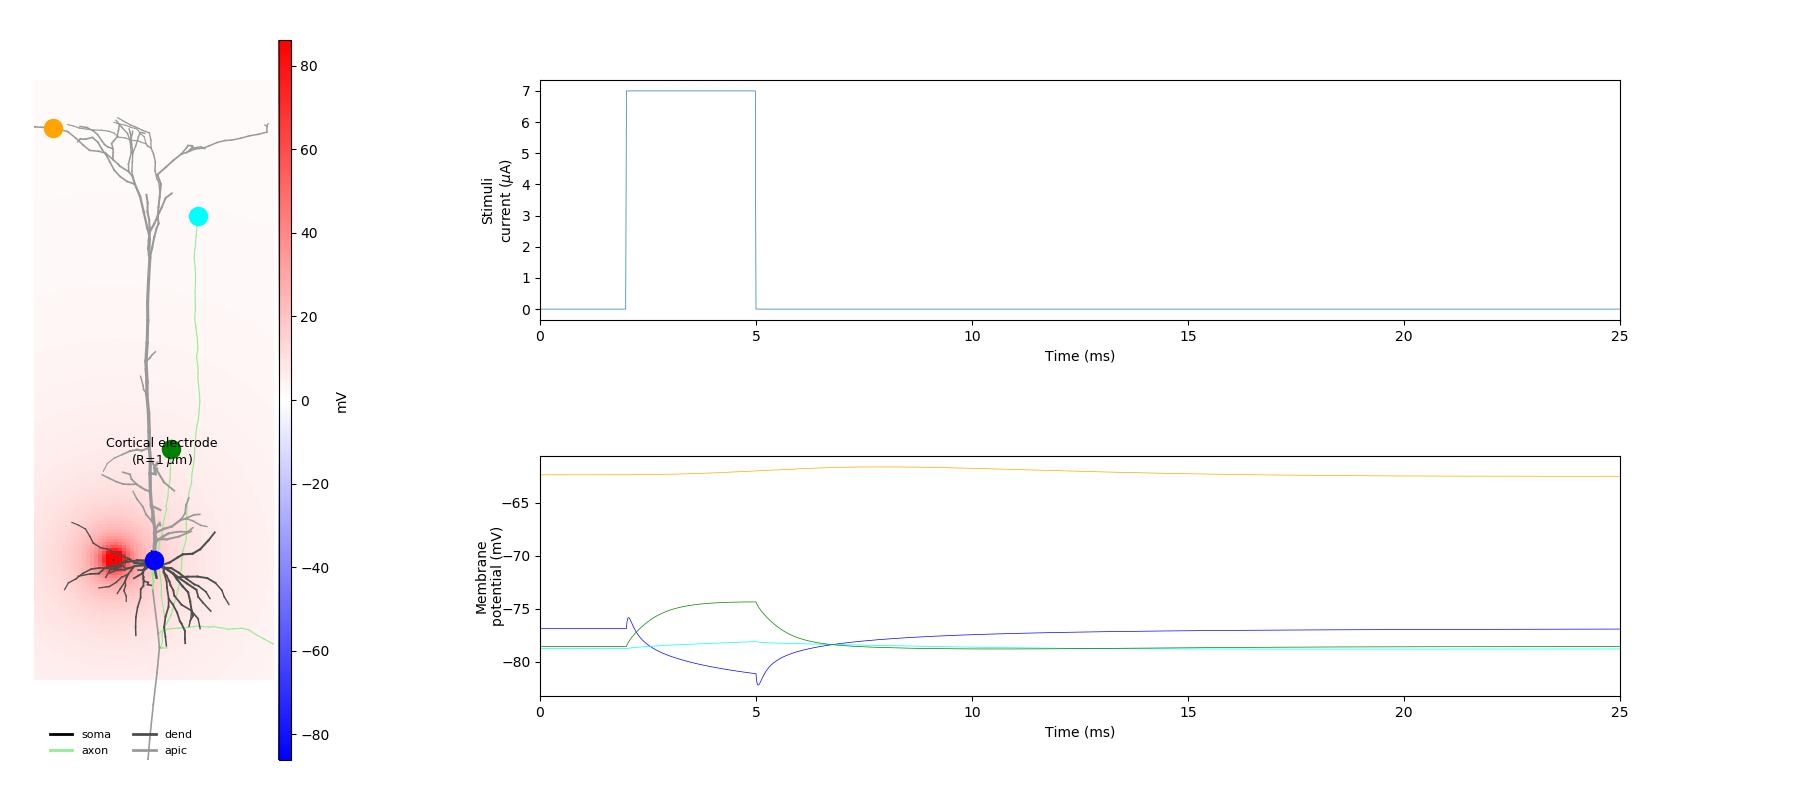 80
60
40
20
0
−20
−40
−60
−80
mV
Cortical electrode
(R=1 μm)
soma
dend
axon
apic
Stimuli
current (μA)
7
6
5
4
3
2
1
0
0
5
10
15
20
25
Time (ms)
Membrane
potential (mV)
−65
−70
−75
−80
0
5
10
15
20
25
Time (ms)